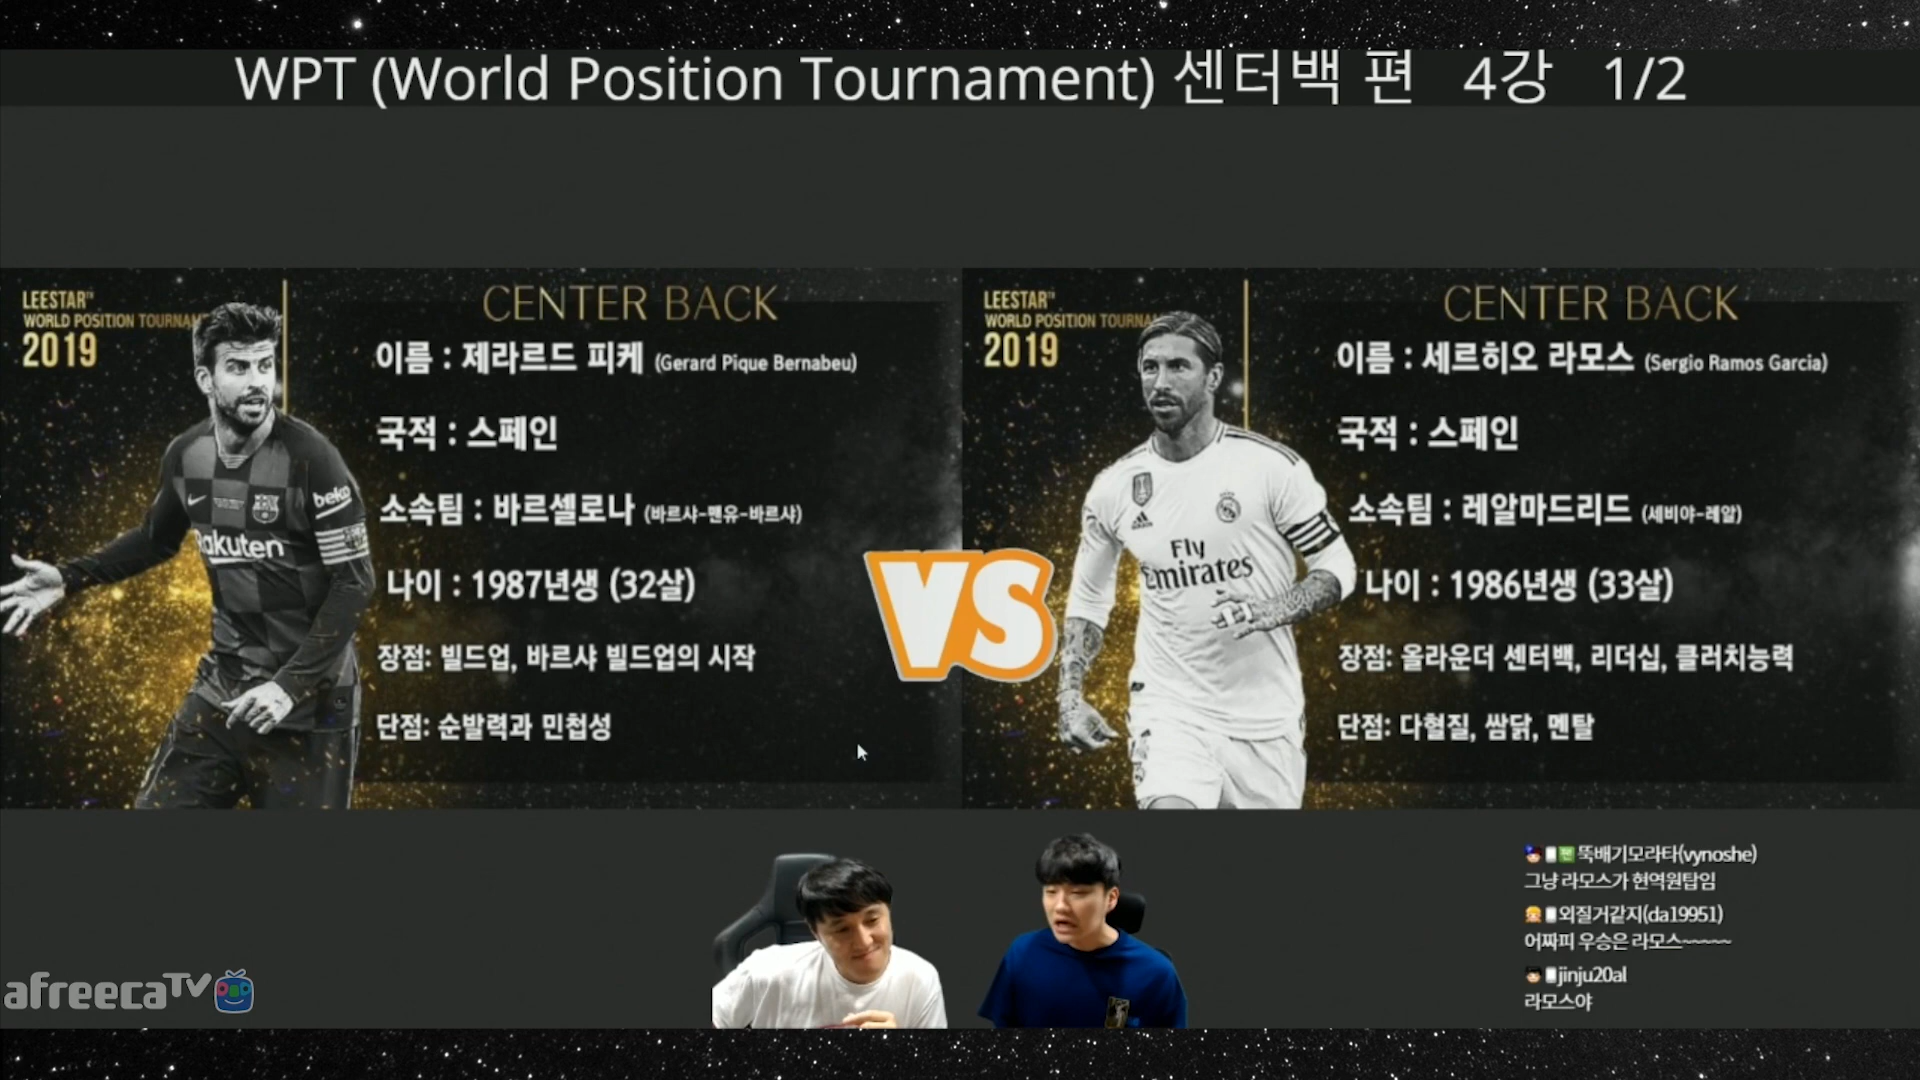 WPT (World Position Tournament) 센터백 편 4강 1/2
LEESTAR™
WORLD POSITION TOURNAM
2019
CENTER BACK
이름 : 제라르드 피케 (Gerard Pique Bernabeu)
국적 : 스페인
소속팀 : 바르셀로나 (바르샤-맨유-바르샤)
나이 : 1987년생 (32살)
장점: 빌드업, 바르샤 빌드업의 시작
단점: 순발력과 민첩성
beko
Rakuten
VS
LEESTAR™
WORLD POSITION TOURNA
2019
CENTER BACK
이름 : 세르히오 라모스 (Sergio Ramos Garcia)
국적 : 스페인
소속팀 : 레알마드리드 (세비야-레알)
나이 : 1986년생 (33살)
장점: 올라운더 센터백, 리더십, 클러치능력
단점: 다혈질, 쌈닭, 멘탈
Fly
Emirates
뚝배기모라타(vynoshe)
그냥 라모스가 현역원탑임
외질거같지(da19951)
어짜피 우승은 라모스~~~~~
jinju20al
라모스야
afreecaTV